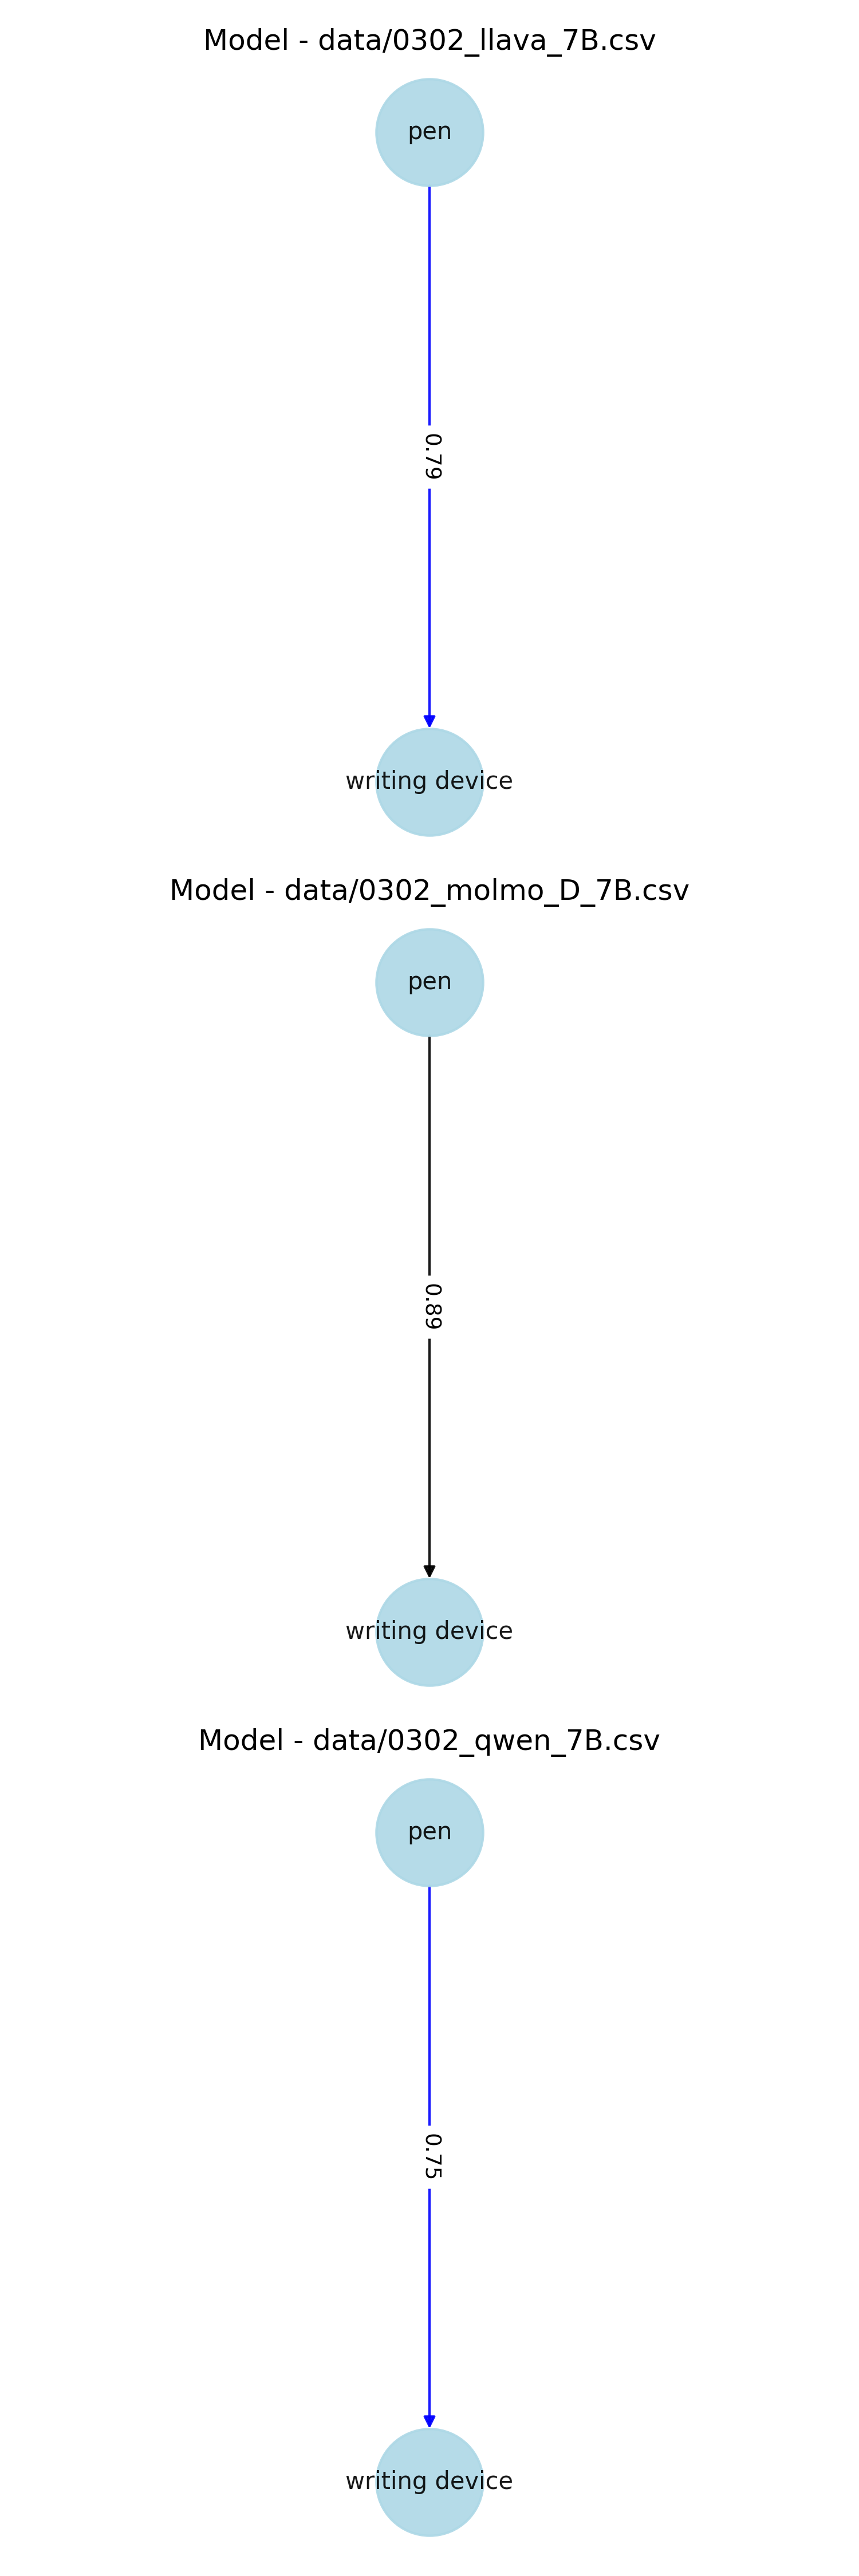 Model - data/0302_llava_7B.csv
pen
0.79
writing device
Model - data/0302_molmo_D_7B.csv
pen
0.89
writing device
Model - data/0302_qwen_7B.csv
pen
0.75
writing device